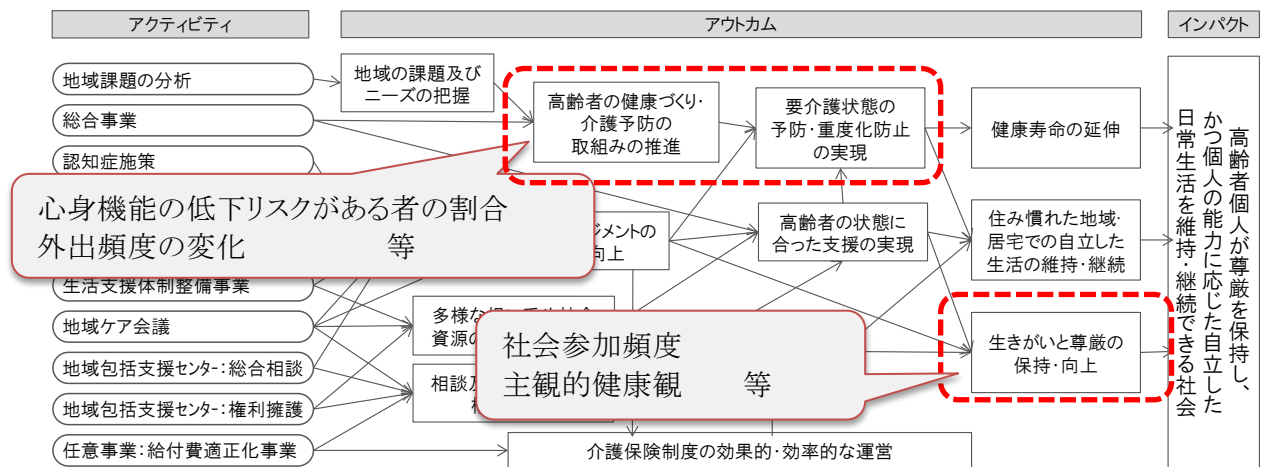 アクティビティ
アウトカム
インパクト
地域課題の分析
総合事業
認知症施策
生活支援体制整備事業
地域ケア会議
地域包括支援センター:総合相談
地域包括支援センター:権利擁護
任意事業:給付費適正化事業
地域の課題及び
ニーズの把握
高齢者の健康づくり・
介護予防の
取組みの推進
要介護状態の
予防・重度化防止
の実現
健康寿命の延伸
心身機能の低下リスクがある者の割合
外出頻度の変化 等
ジメントの
向上
高齢者の状態に
合った支援の実現
住み慣れた地域・
居宅での自立した
生活の維持・継続
多様な
資源の
社会参加頻度
主観的健康観 等
相談及
生きがいと尊厳の
保持・向上
介護保険制度の効果的・効率的な運営
高齢者個人が尊厳を保持し、
かつ個人の能力に応じた自立した
日常生活を維持・継続できる社会